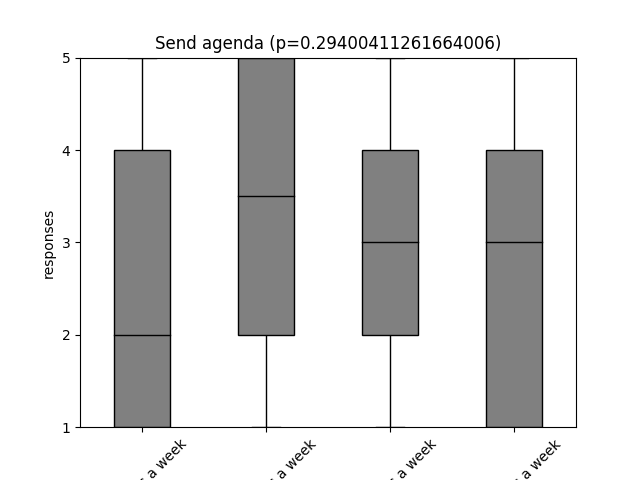 Send agenda (p=0.29400411261664006)
responses
5
4
3
2
1
a week
a week
a week
a week